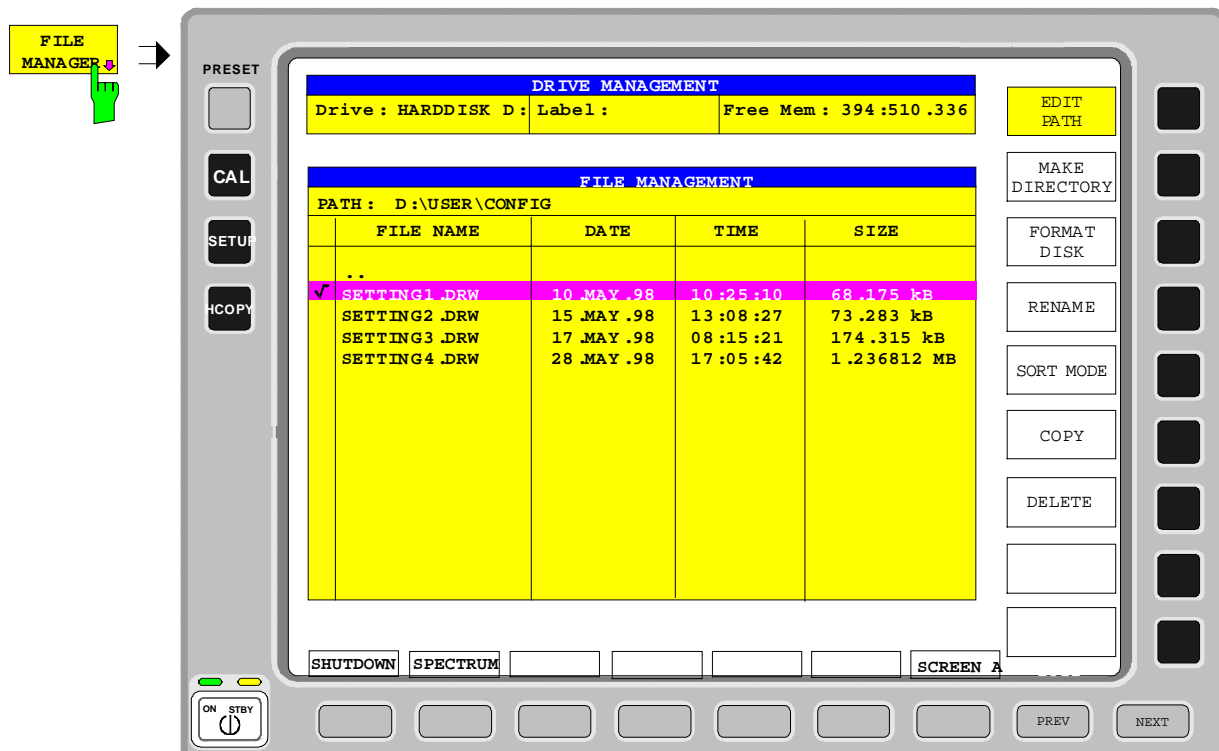 FILE
MANAGER
PRESET
CAL
SETUP
HCOPY
DRIVE MANAGEMENT
Drive: HARDDISK D: Label: Free Mem: 394:510.336
FILE MANAGEMENT
PATH: D:\USER\CONFIG
FILE NAME DATE TIME SIZE
..
√ SETTING1.DRW 10.MAY.98 10:25:10 68.175 kB
SETTING2.DRW 15.MAY.98 13:08:27 73.283 kB
SETTING3.DRW 17.MAY.98 08:15:21 174.315 kB
SETTING4.DRW 28.MAY.98 17:05:42 1.236812 MB
EDIT
PATH
MAKE
DIRECTORY
FORMAT
DISK
RENAME
SORT MODE
COPY
DELETE
SHUTDOWN SPECTRUM SCREEN A
ON STBY
PREV NEXT